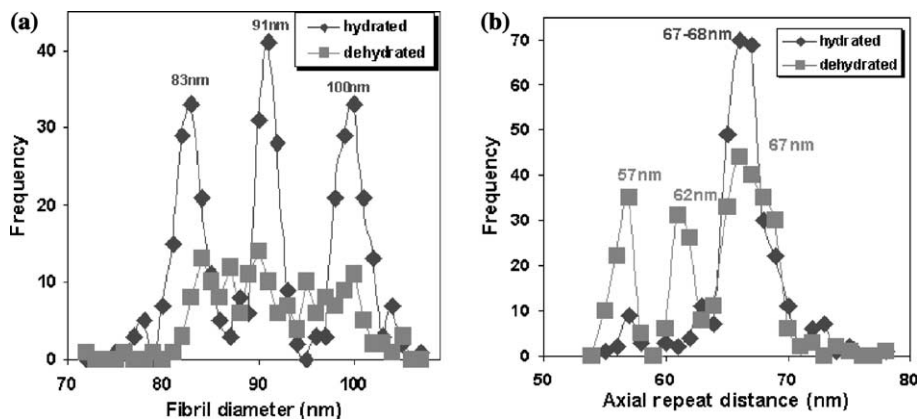 (a)
hydrated
dehydrated
83nm
91nm
100nm
Frequency
40
30
20
10
0
70
80
90
100
Fibril diameter (nm)
(b)
hydrated
dehydrated
67-68nm
57nm
62nm
67nm
Frequency
70
60
50
40
30
20
10
0
50
60
70
80
Axial repeat distance (nm)